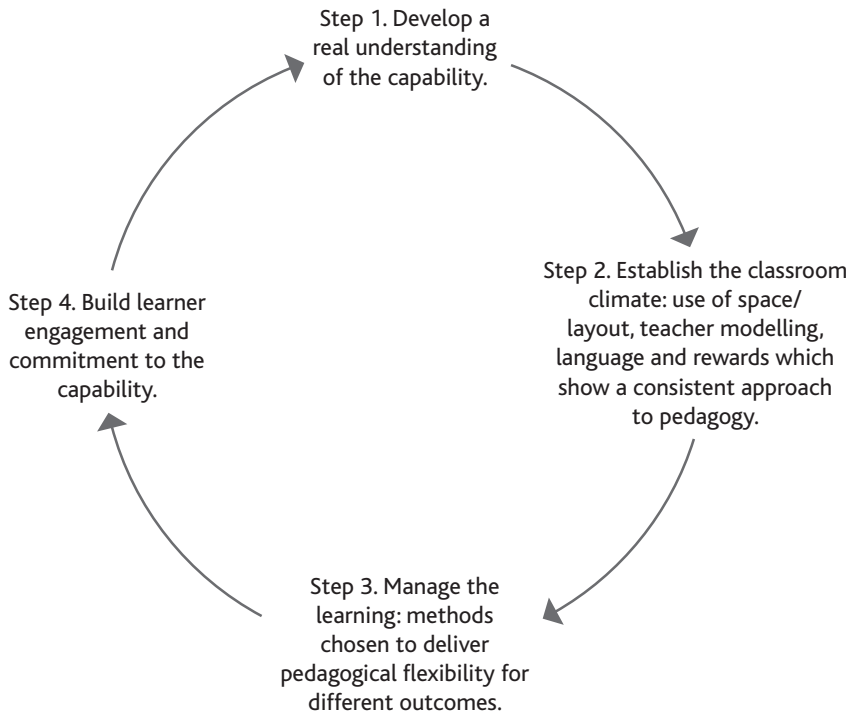 Step 1. Develop a
real understanding
of the capability.
Step 2. Establish the classroom
climate: use of space/
layout, teacher modelling,
language and rewards which
show a consistent approach
to pedagogy.
Step 3. Manage the
learning: methods
chosen to deliver
pedagogical flexibility for
different outcomes.
Step 4. Build learner
engagement and
commitment to the
capability.